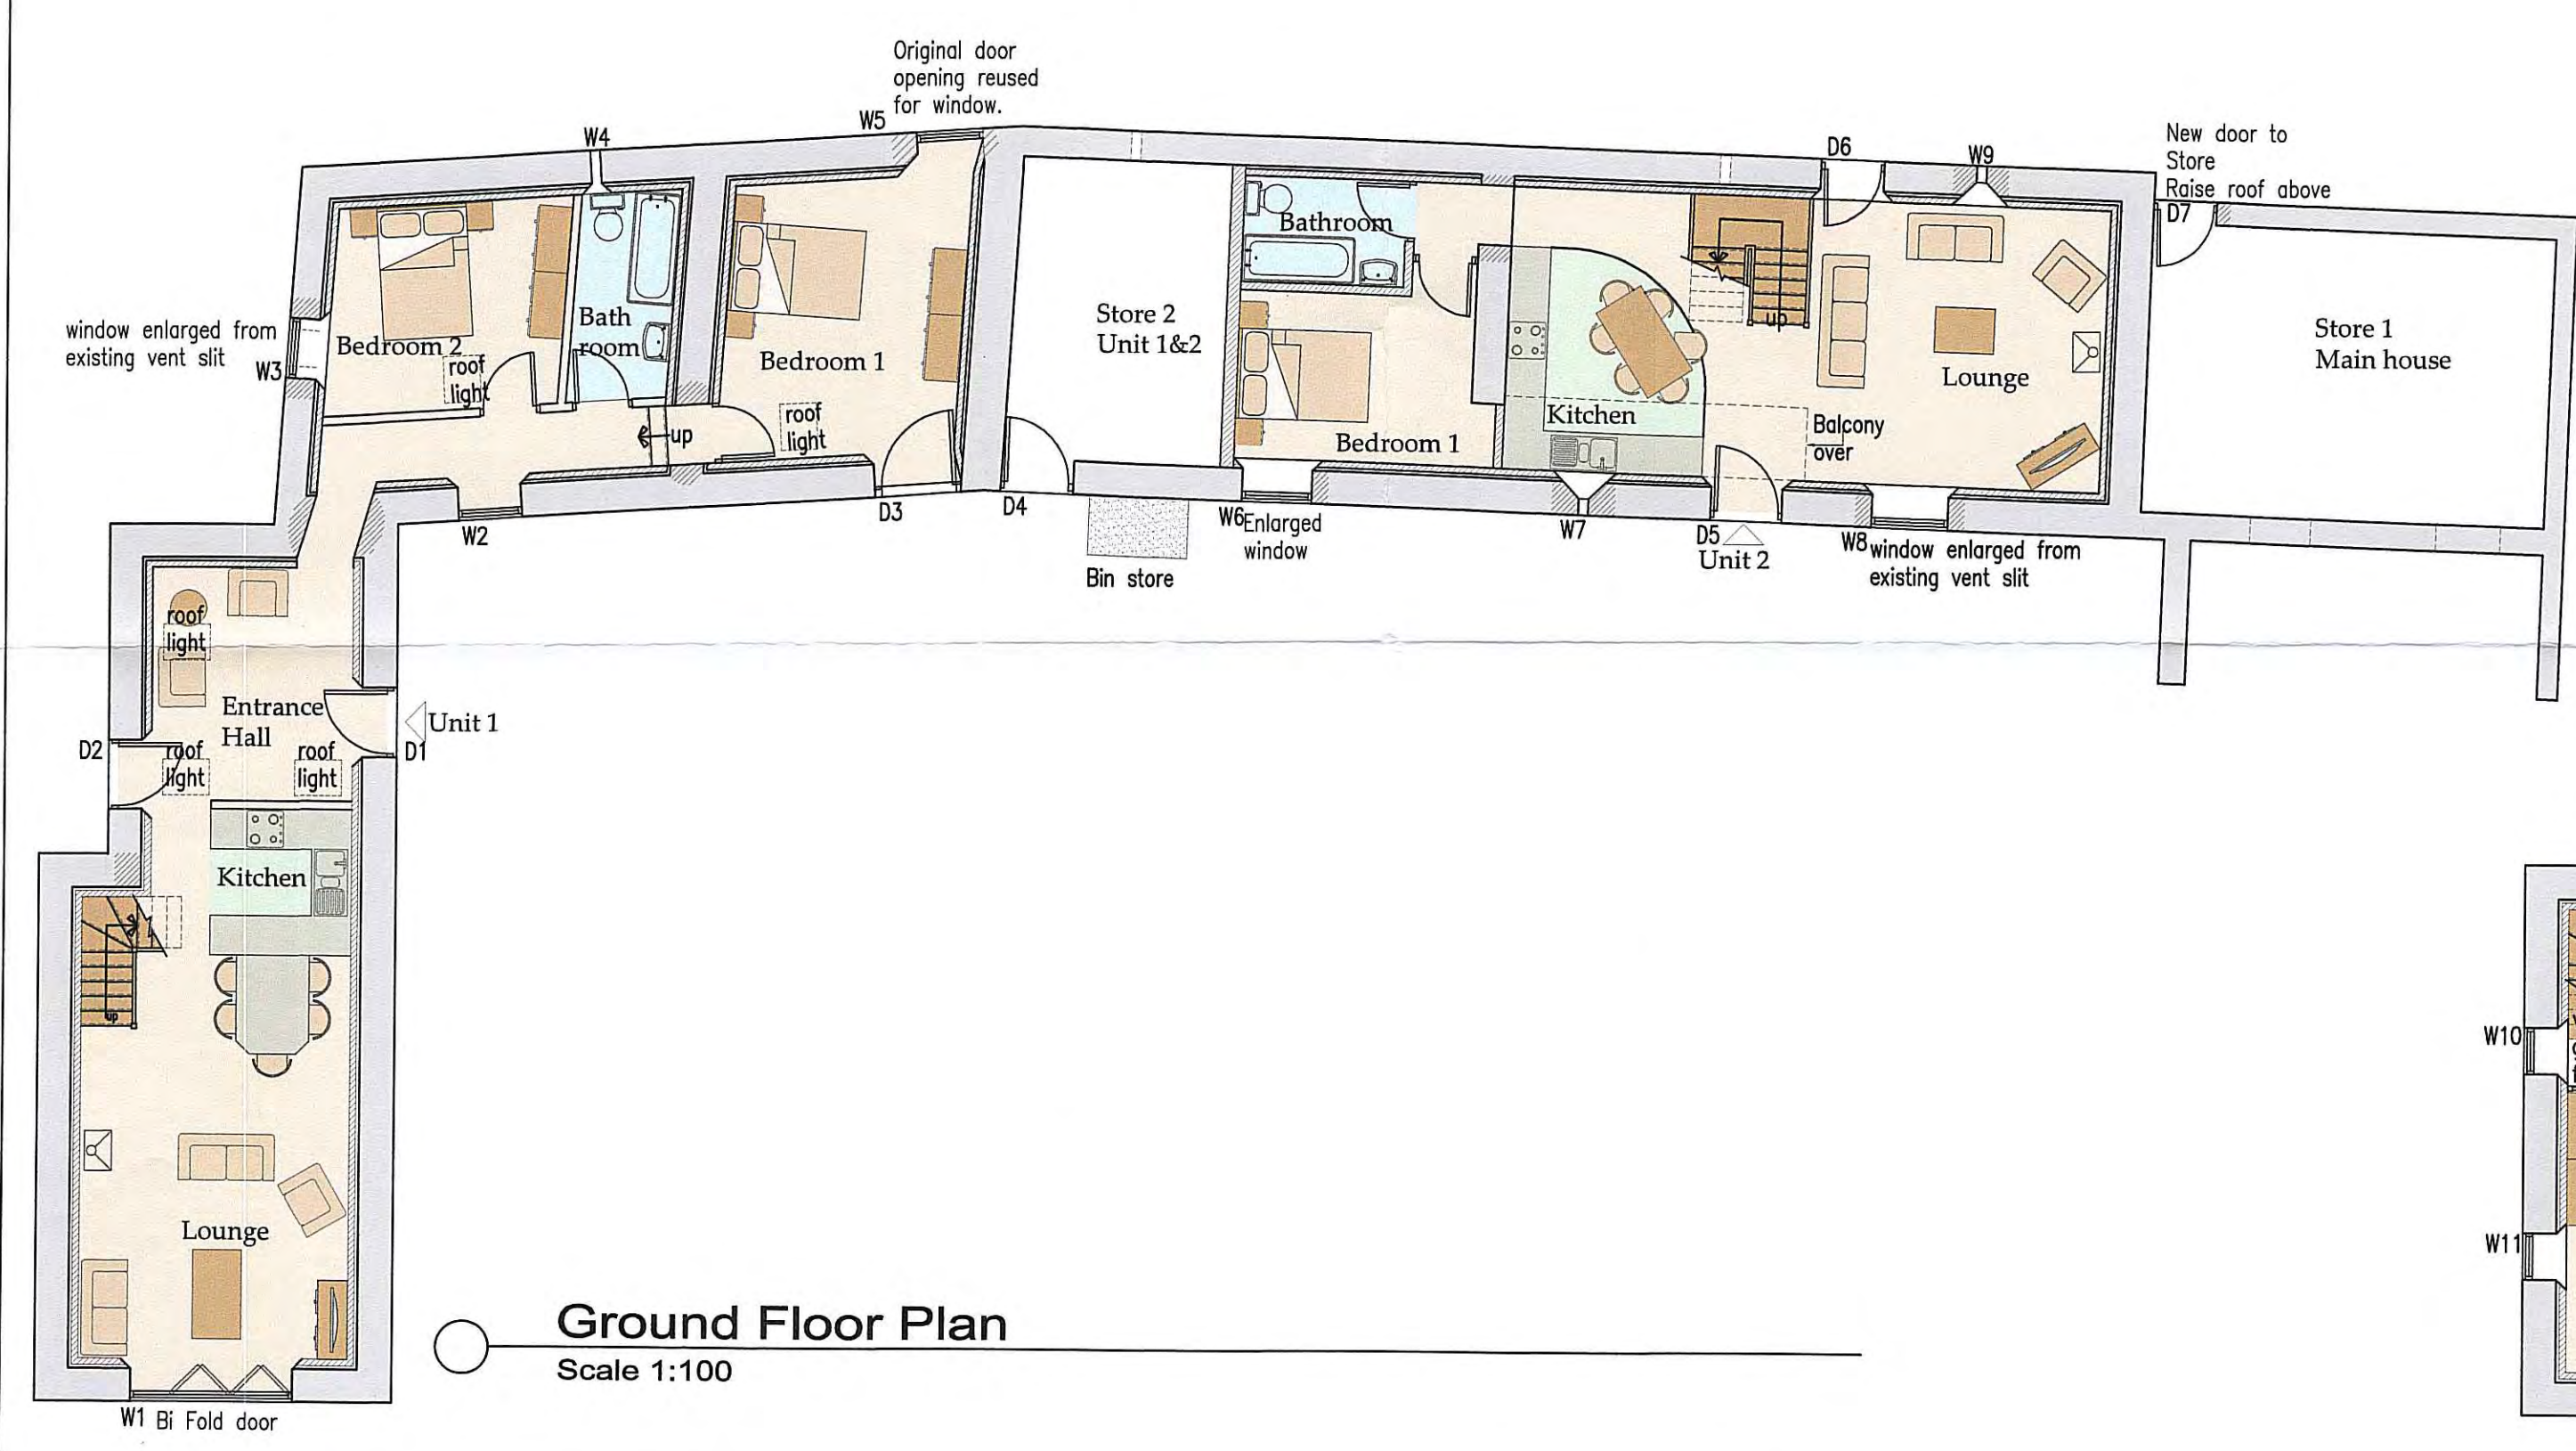 Original door
opening reused
for window.
W5
W4
D6
W9
New door to
Store
Raise roof above
D7
window enlarged from
existing vent slit
W3
Bedroom 2
roof
light
Bath
room
up
Bedroom 1
roof
light
Store 2
Unit 1&2
Bathroom
Bedroom 1
Kitchen
up
Balcony
over
Lounge
Store 1
Main house
W2
D3
D4
Bin store
W6
Enlarged
window
W7
D5
Unit 2
W8
window enlarged from
existing vent slit
roof
light
Entrance
Hall
Unit 1
D1
D2
roof
light
roof
light
Kitchen
up
Lounge
W1 Bi Fold door
W10
W11
Ground Floor Plan
Scale 1:100